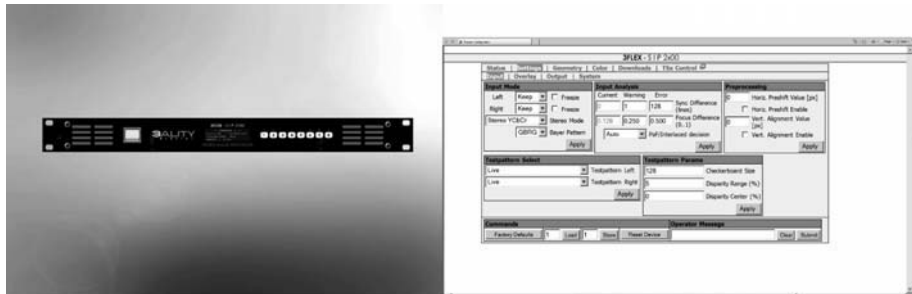 3ALITY
3FLEX - SIP 2x00
Status | | Geometry | Color | Downloads | TSx Control
| Overlay | Output | System
Input Mode
Left Keep Freeze
Right Keep Freeze
Stereo YCbCr Stereo Mode
GBRG Bayer Pattern
Apply
Input Analysis
Current Warning Error
1 128 Sync Difference (lines)
0.128 0.250 0.500 Focus Difference (0..1)
Auto PsF/Interlaced decision
Apply
Preprocessing
0 Horiz. Preshift Value [px]
Horiz. Preshift Enable
0 Vert. Alignment Value [px]
Vert. Alignment Enable
Apply
Testpattern Select
Live Testpattern Left
Live Testpattern Right
Apply
Testpattern Params
128 Checkerboard Size
5 Disparity Range (%)
0 Disparity Center (%)
Apply
Commands
Factory Defaults 1 Load 1 Store Reset Device
Operator Message
Clear Submit